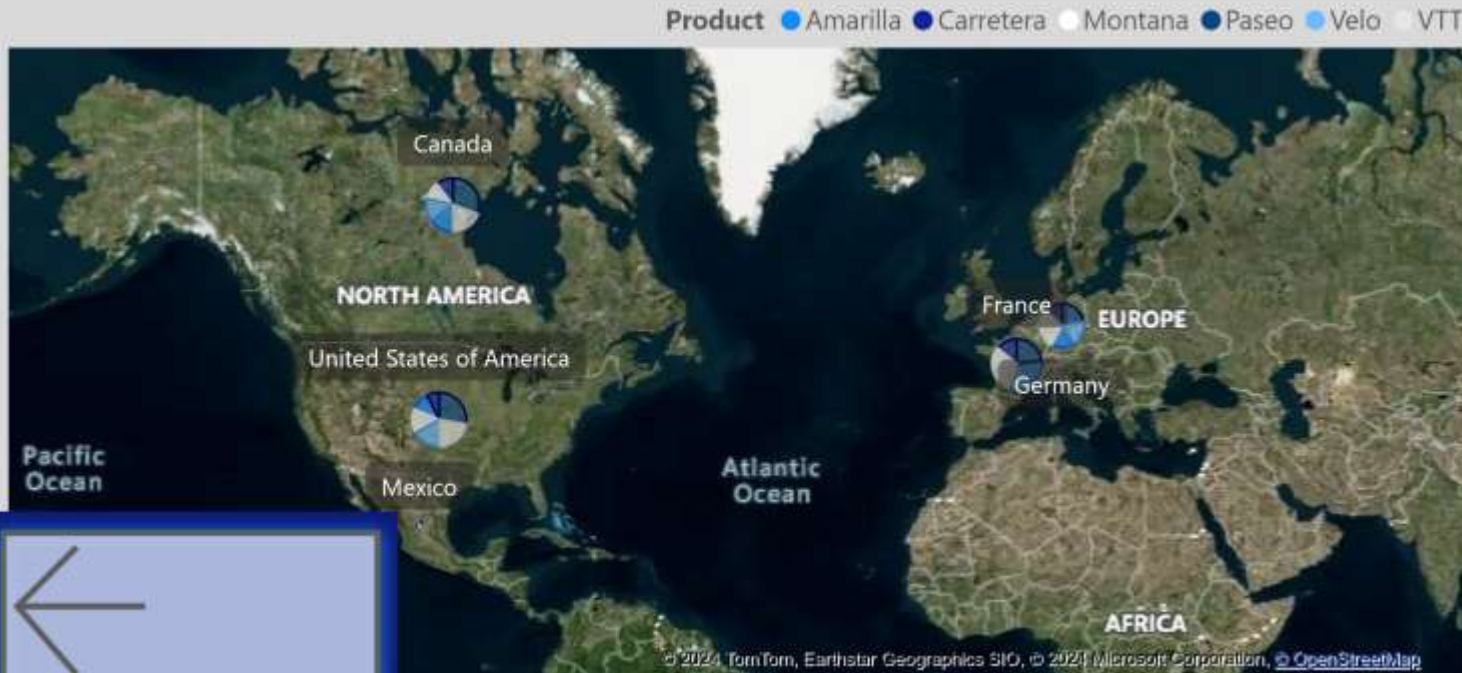 Product Amarilla Carretera Montana Paseo Velo VTT
Canada
NORTH AMERICA
France
EUROPE
United States of America
Germany
Pacific
Ocean
Atlantic
Ocean
Mexico
AFRICA
© 2024 TomTom, Earthstar Geographics SIO, © 2024 Microsoft Corporation, © OpenStreetMap